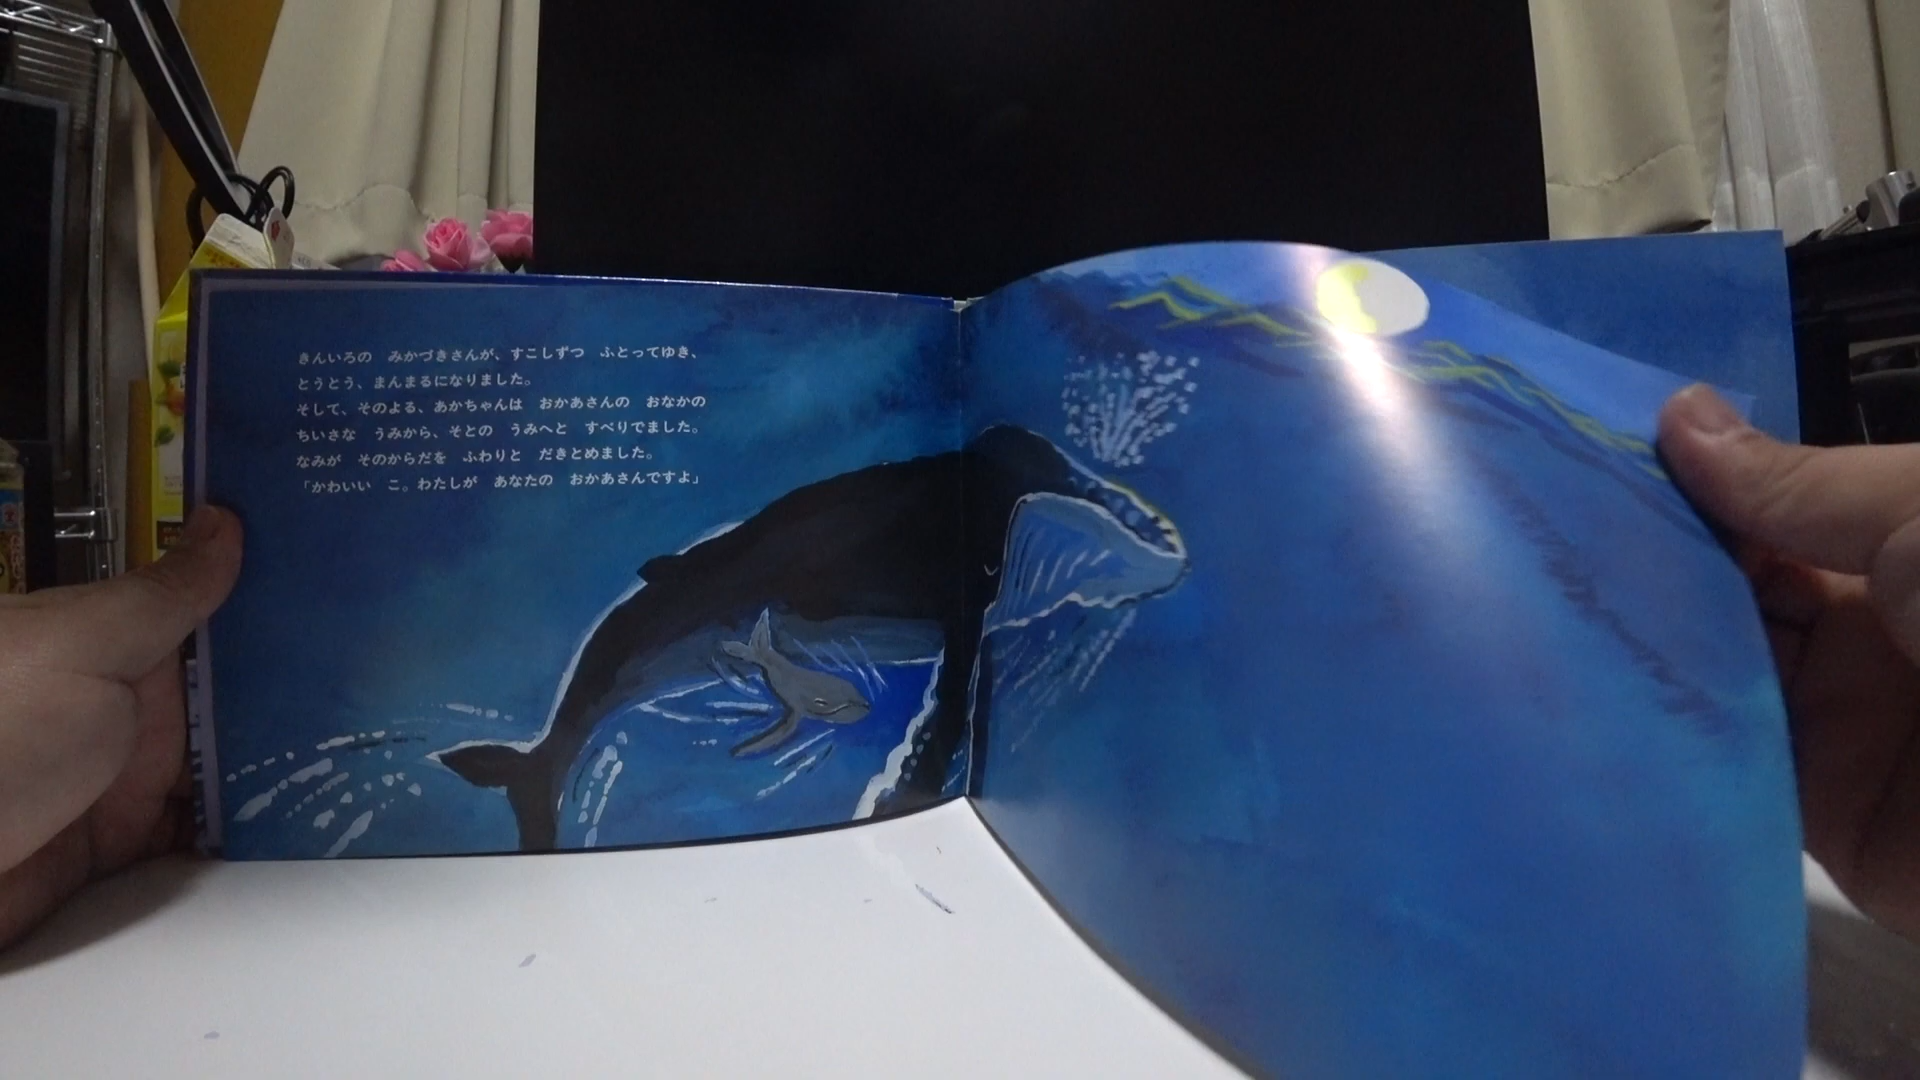 きんいろの　みかづきさんが、すこしずつ　ふとってゆき、
とうとう、まんまるになりました。
そして、そのよる、あかちゃんは　おかあさんの　おなかの
ちいさな　うみから、そとの　うみへと　すべりでました。
なみが　そのからだを　ふわりと　だきとめました。
「かわいい　こ。わたしが　あなたの　おかあさんですよ」